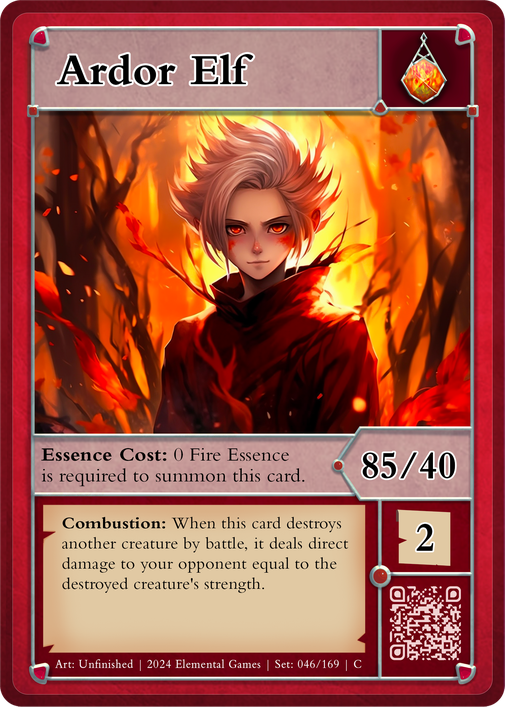 Ardor Elf
Essence Cost: 0 Fire Essence
is required to summon this card.
85/40
Combustion: When this card destroys
another creature by battle, it deals direct
damage to your opponent equal to the
destroyed creature's strength.
2
Art: Unfinished | 2024 Elemental Games | Set: 046/169 | C